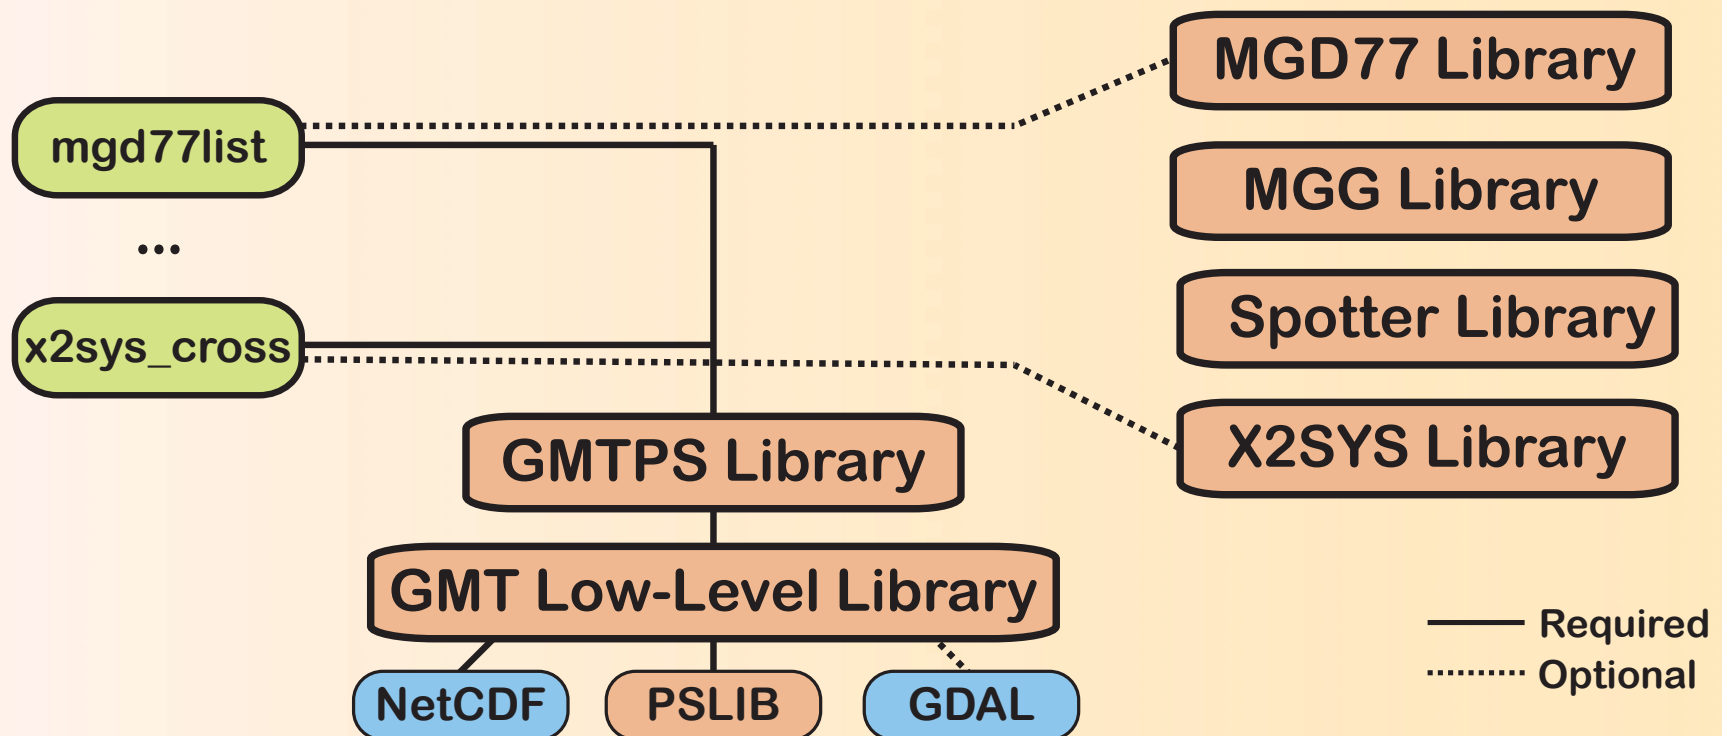 MGD77 Library
mgd77list
MGG Library
...
Spotter Library
x2sys_cross
X2SYS Library
GMTPS Library
GMT Low-Level Library
Required
Optional
NetCDF
PSLIB
GDAL